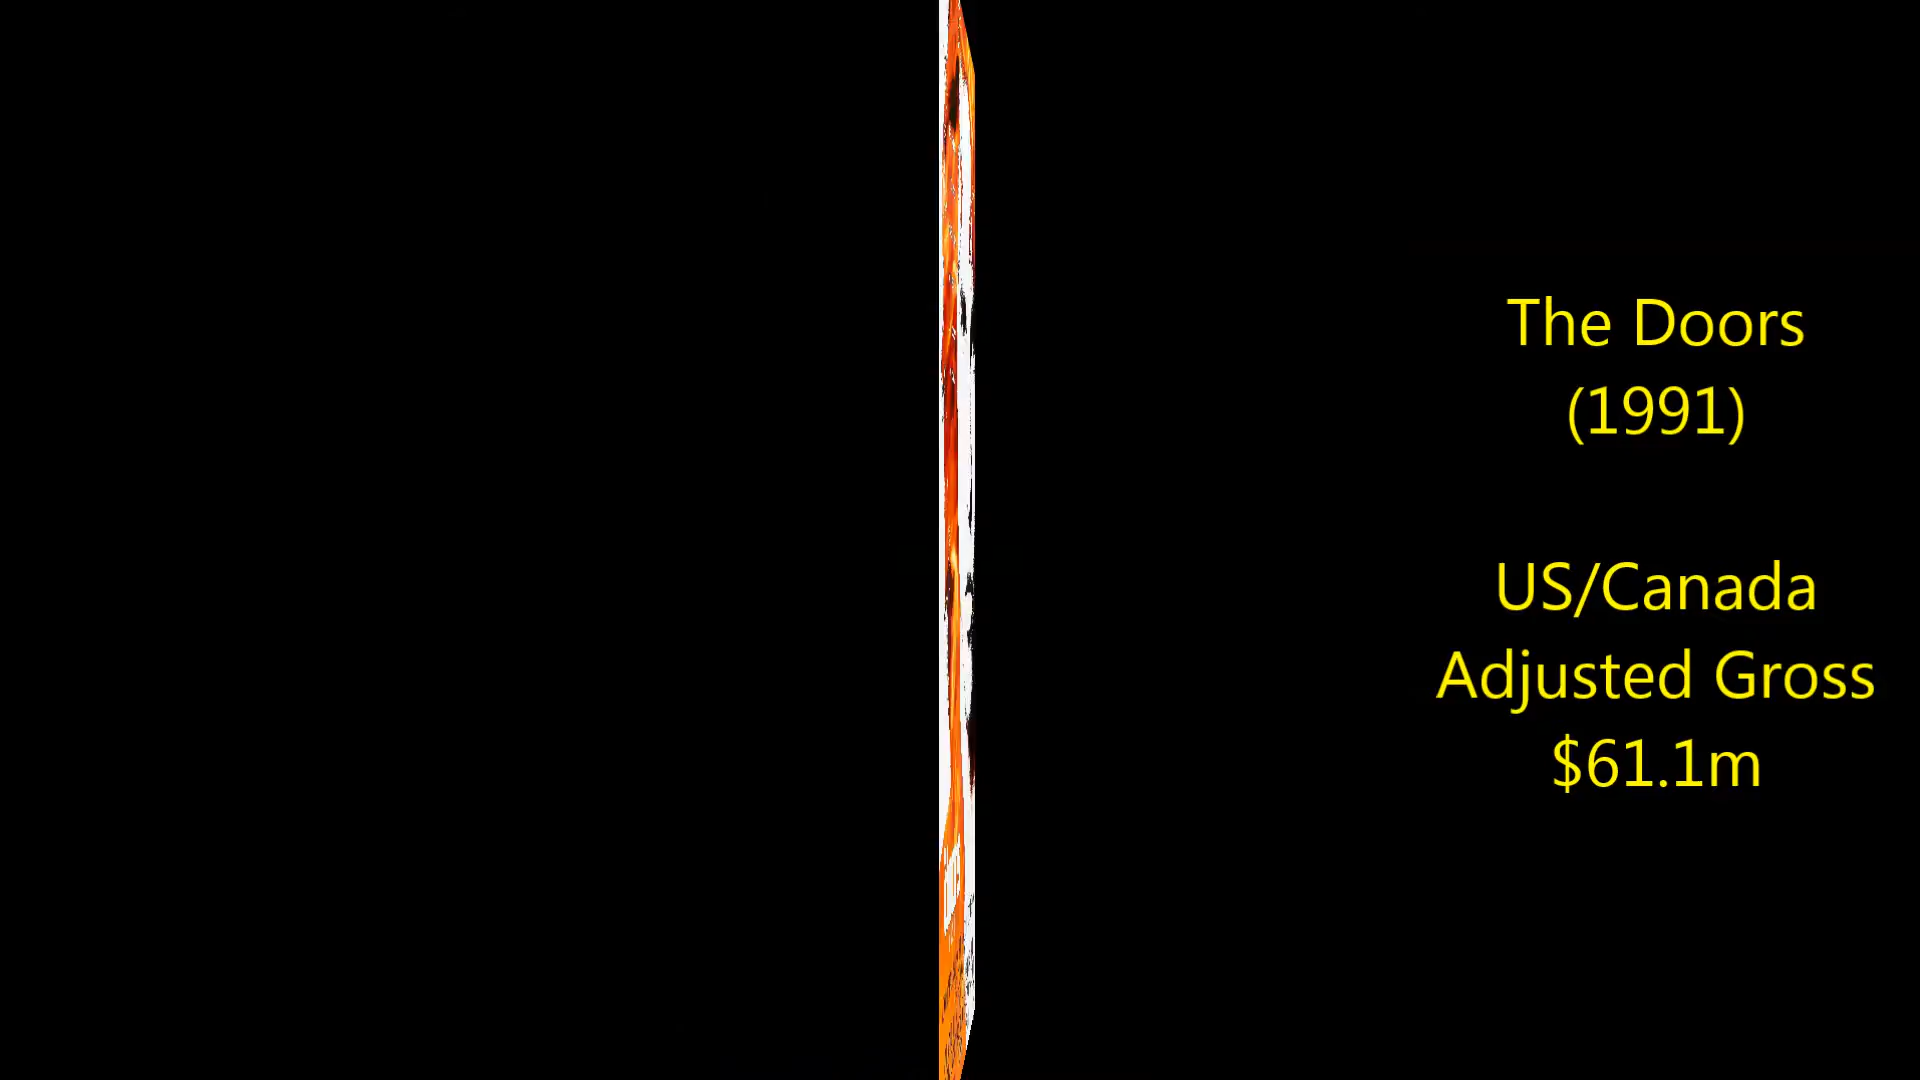 The Doors
(1991)
US/Canada
Adjusted Gross
$61.1m